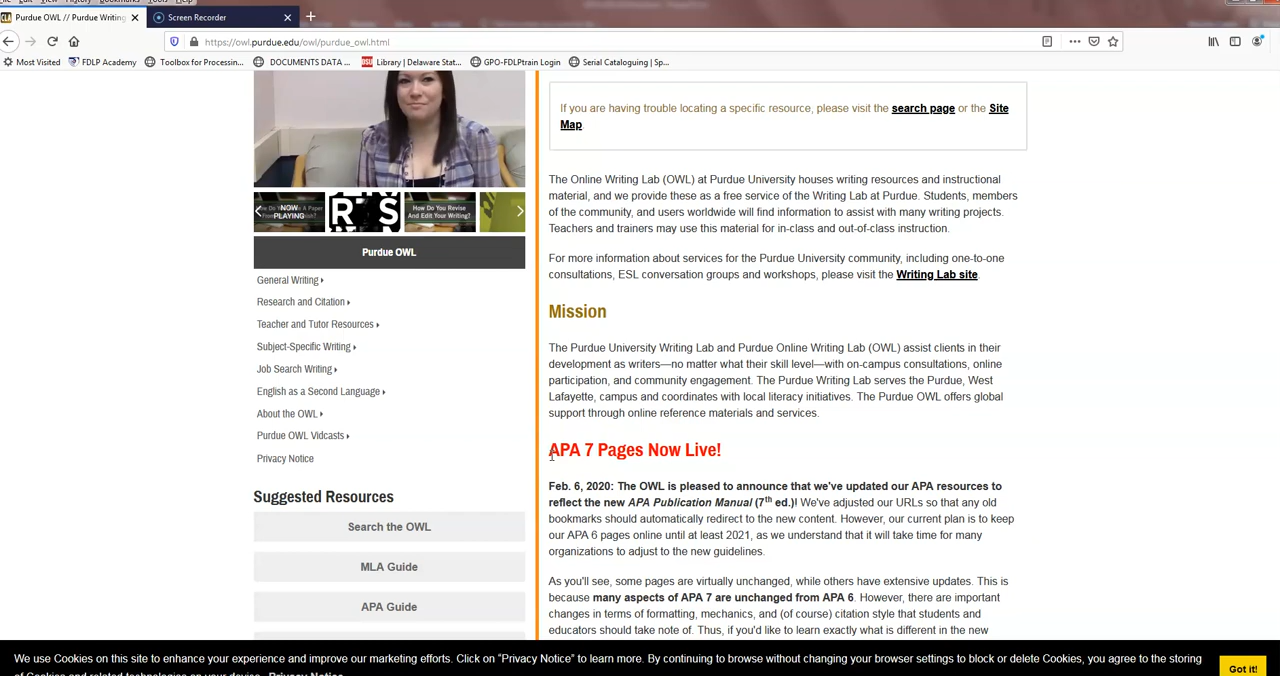 View History Bookmarks Tools Help
Purdue OWL // Purdue Writing
Screen Recorder
https://owl.purdue.edu/owl/purdue_owl.html
Most Visited FDLP Academy Toolbox for Processin... DOCUMENTS DATA ... Library | Delaware Stat... GPO-FDLPtrain Login Serial Cataloguing | Sp...
If you are having trouble locating a specific resource, please visit the search page or the Site
Map.
The Online Writing Lab (OWL) at Purdue University houses writing resources and instructional
material, and we provide these as a free service of the Writing Lab at Purdue. Students, members
of the community, and users worldwide will find information to assist with many writing projects.
Teachers and trainers may use this material for in-class and out-of-class instruction.
For more information about services for the Purdue University community, including one-to-one
consultations, ESL conversation groups and workshops, please visit the Writing Lab site.
Mission
The Purdue University Writing Lab and Purdue Online Writing Lab (OWL) assist clients in their
development as writers—no matter what their skill level—with on-campus consultations, online
participation, and community engagement. The Purdue Writing Lab serves the Purdue, West
Lafayette, campus and coordinates with local literacy initiatives. The Purdue OWL offers global
support through online reference materials and services.
APA 7 Pages Now Live!
Feb. 6, 2020: The OWL is pleased to announce that we've updated our APA resources to
reflect the new APA Publication Manual (7th ed.)! We've adjusted our URLs so that any old
bookmarks should automatically redirect to the new content. However, our current plan is to keep
our APA 6 pages online until at least 2021, as we understand that it will take time for many
organizations to adjust to the new guidelines.
As you'll see, some pages are virtually unchanged, while others have extensive updates. This is
because many aspects of APA 7 are unchanged from APA 6. However, there are important
changes in terms of formatting, mechanics, and (of course) citation style that students and
educators should take note of. Thus, if you'd like to learn exactly what is different in the new
NOW
PLAYING
RTS
How Do You Revise
And Edit Your Writing?
Purdue OWL
General Writing
Research and Citation
Teacher and Tutor Resources
Subject-Specific Writing
Job Search Writing
English as a Second Language
About the OWL
Purdue OWL Vidcasts
Privacy Notice
Suggested Resources
Search the OWL
MLA Guide
APA Guide
We use Cookies on this site to enhance your experience and improve our marketing efforts. Click on "Privacy Notice" to learn more. By continuing to browse without changing your browser settings to block or delete Cookies, you agree to the storing
of Cookies and related technologies on your device. Privacy Notice
Got it!